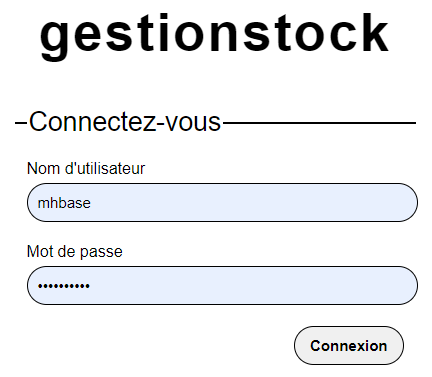 gestionstock
Connectez-vous
Nom d'utilisateur
mhbase
Mot de passe
••••••••••
Connexion